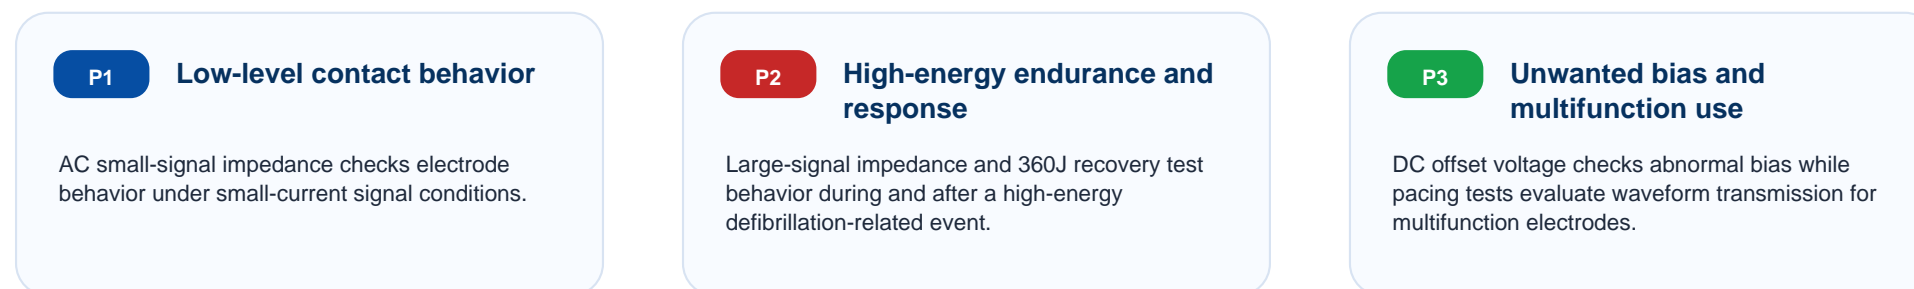 P1
Low-level contact behavior
AC small-signal impedance checks electrode
behavior under small-current signal conditions.
P2
High-energy endurance and
response
Large-signal impedance and 360J recovery test
behavior during and after a high-energy
defibrillation-related event.
P3
Unwanted bias and
multifunction use
DC offset voltage checks abnormal bias while
pacing tests evaluate waveform transmission for
multifunction electrodes.